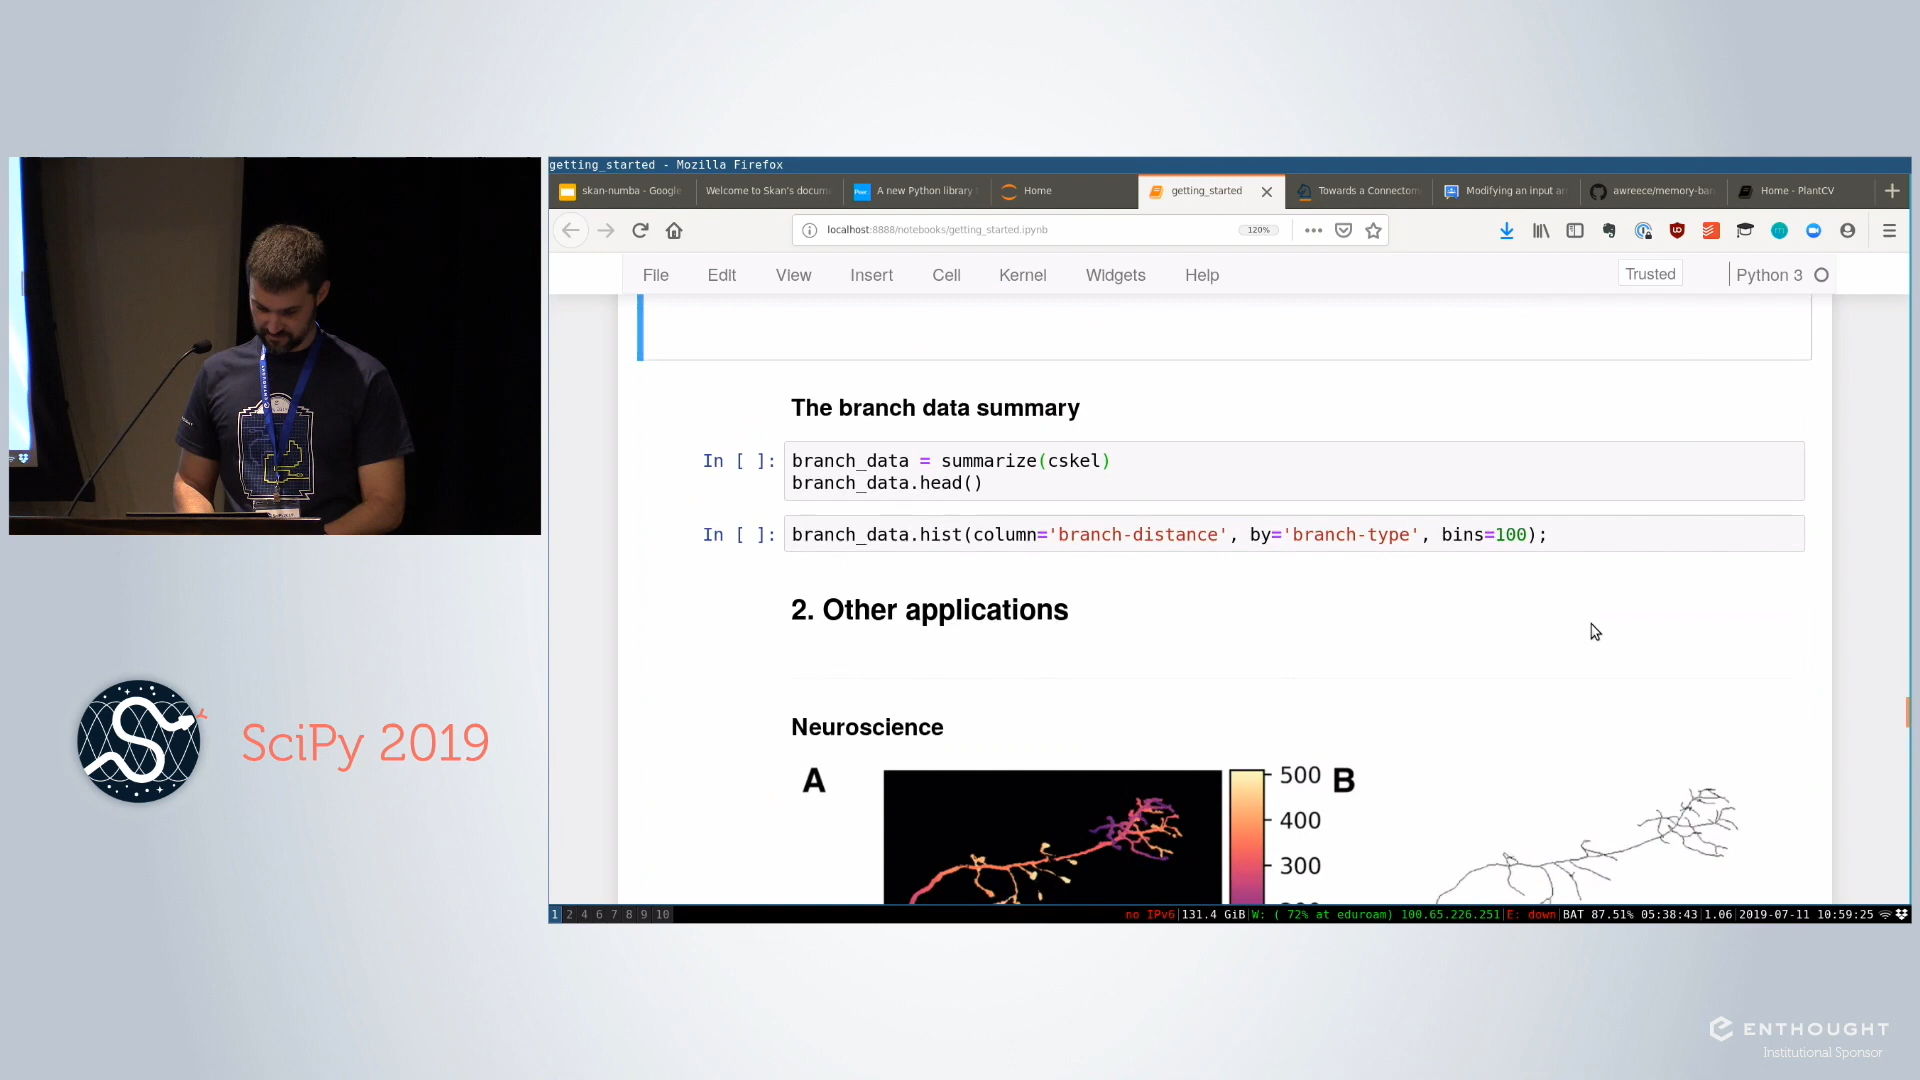 getting_started - Mozilla Firefox
skan-numba - Google
Welcome to Skan's docum
A new Python library
Home
getting_started
Towards a Connectom
Modifying an input ar
awreece/memory-ban
Home - PlantCV
localhost:8888/notebooks/getting_started.ipynb
120%
File Edit View Insert Cell Kernel Widgets Help
Trusted
Python 3
The branch data summary
In [ ]: branch_data = summarize(cskel)
branch_data.head()
In [ ]: branch_data.hist(column='branch-distance', by='branch-type', bins=100);
2. Other applications
Neuroscience
A
500
400
300
B
1 2 4 6 7 8 9 10
no IPv6|131.4 GiB|W: ( 72% at eduroam) 100.65.226.251|E: down|BAT 87.51% 05:38:43|1.06|2019-07-11 10:59:25
SciPy 2019
ENTHOUGHT
Institutional Sponsor